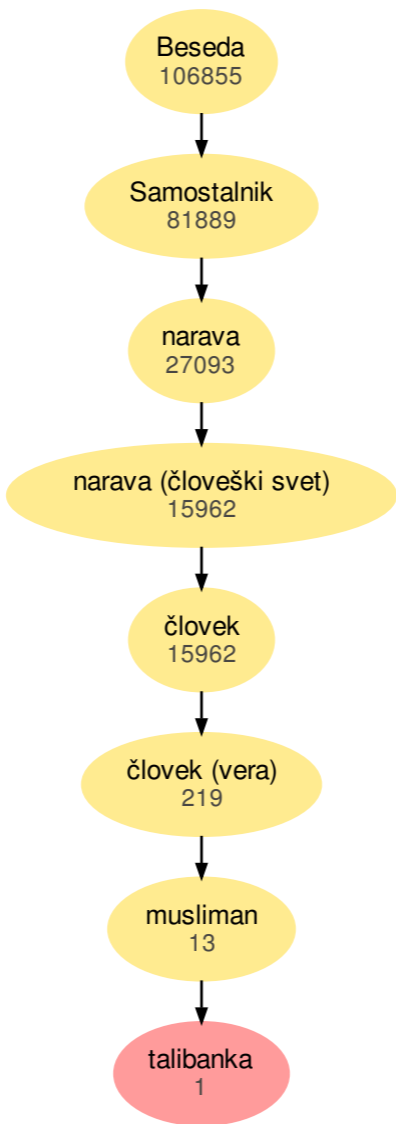 Beseda
106855
Samostalnik
81889
narava
27093
narava (človeški svet)
15962
človek
15962
človek (vera)
219
musliman
13
talibanka
1